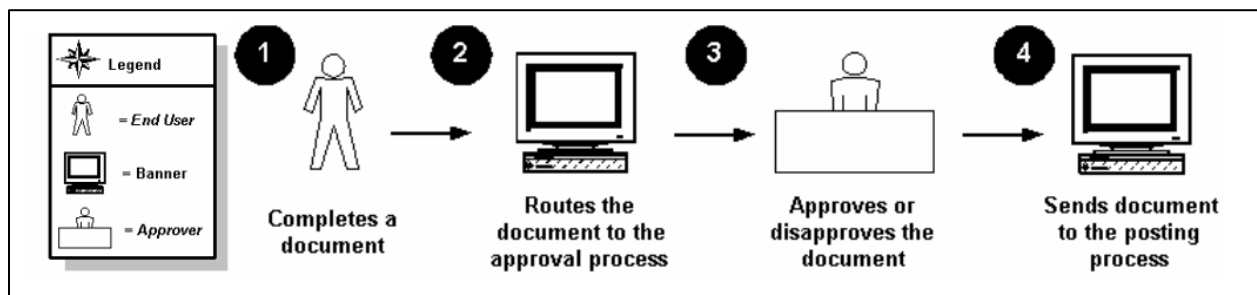 Legend
= End User
= Banner
= Approver
1
Completes a
document
2
Routes the
document to the
approval process
3
Approves or
disapproves the
document
4
Sends document
to the posting
process